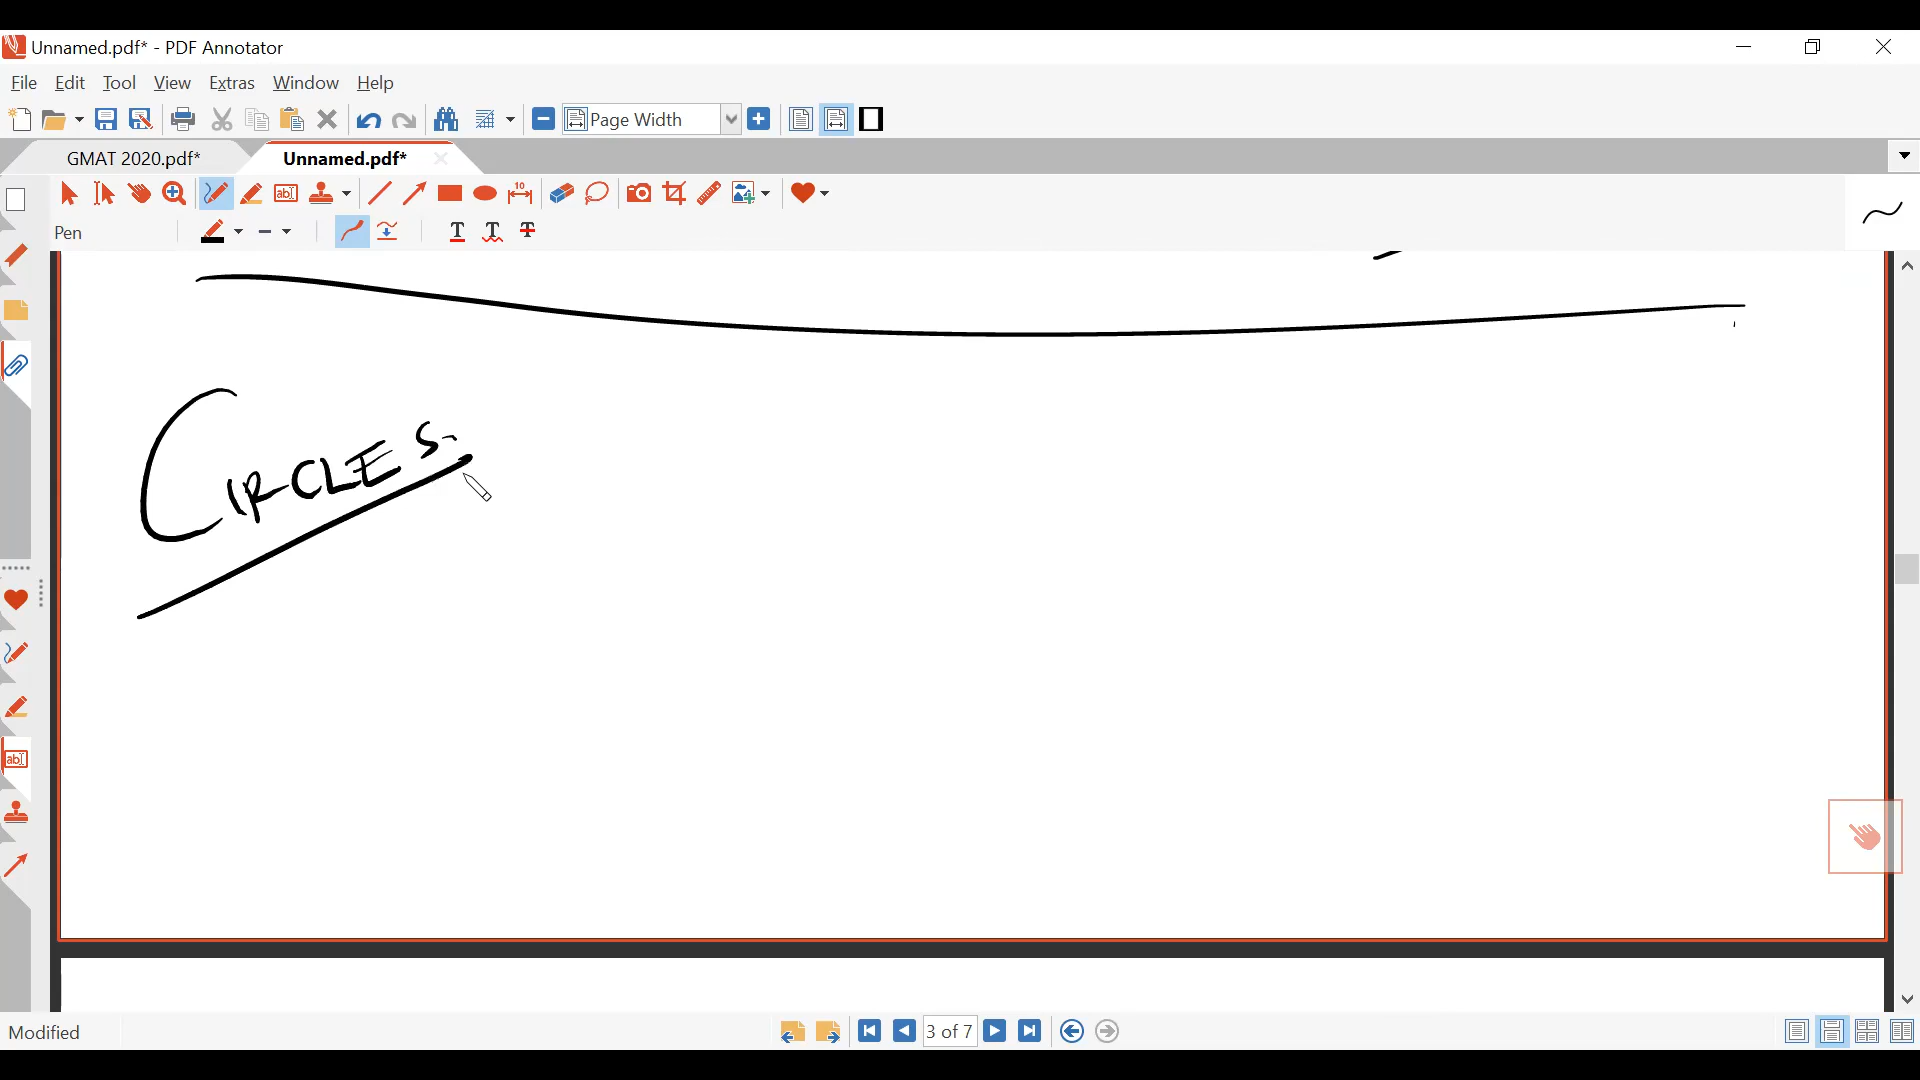 Unnamed.pdf* - PDF Annotator
File Edit Tool View Extras Window Help
Page Width
GMAT 2020.pdf* Unnamed.pdf*
Pen
CIRCLES.
Modified 3 of 7